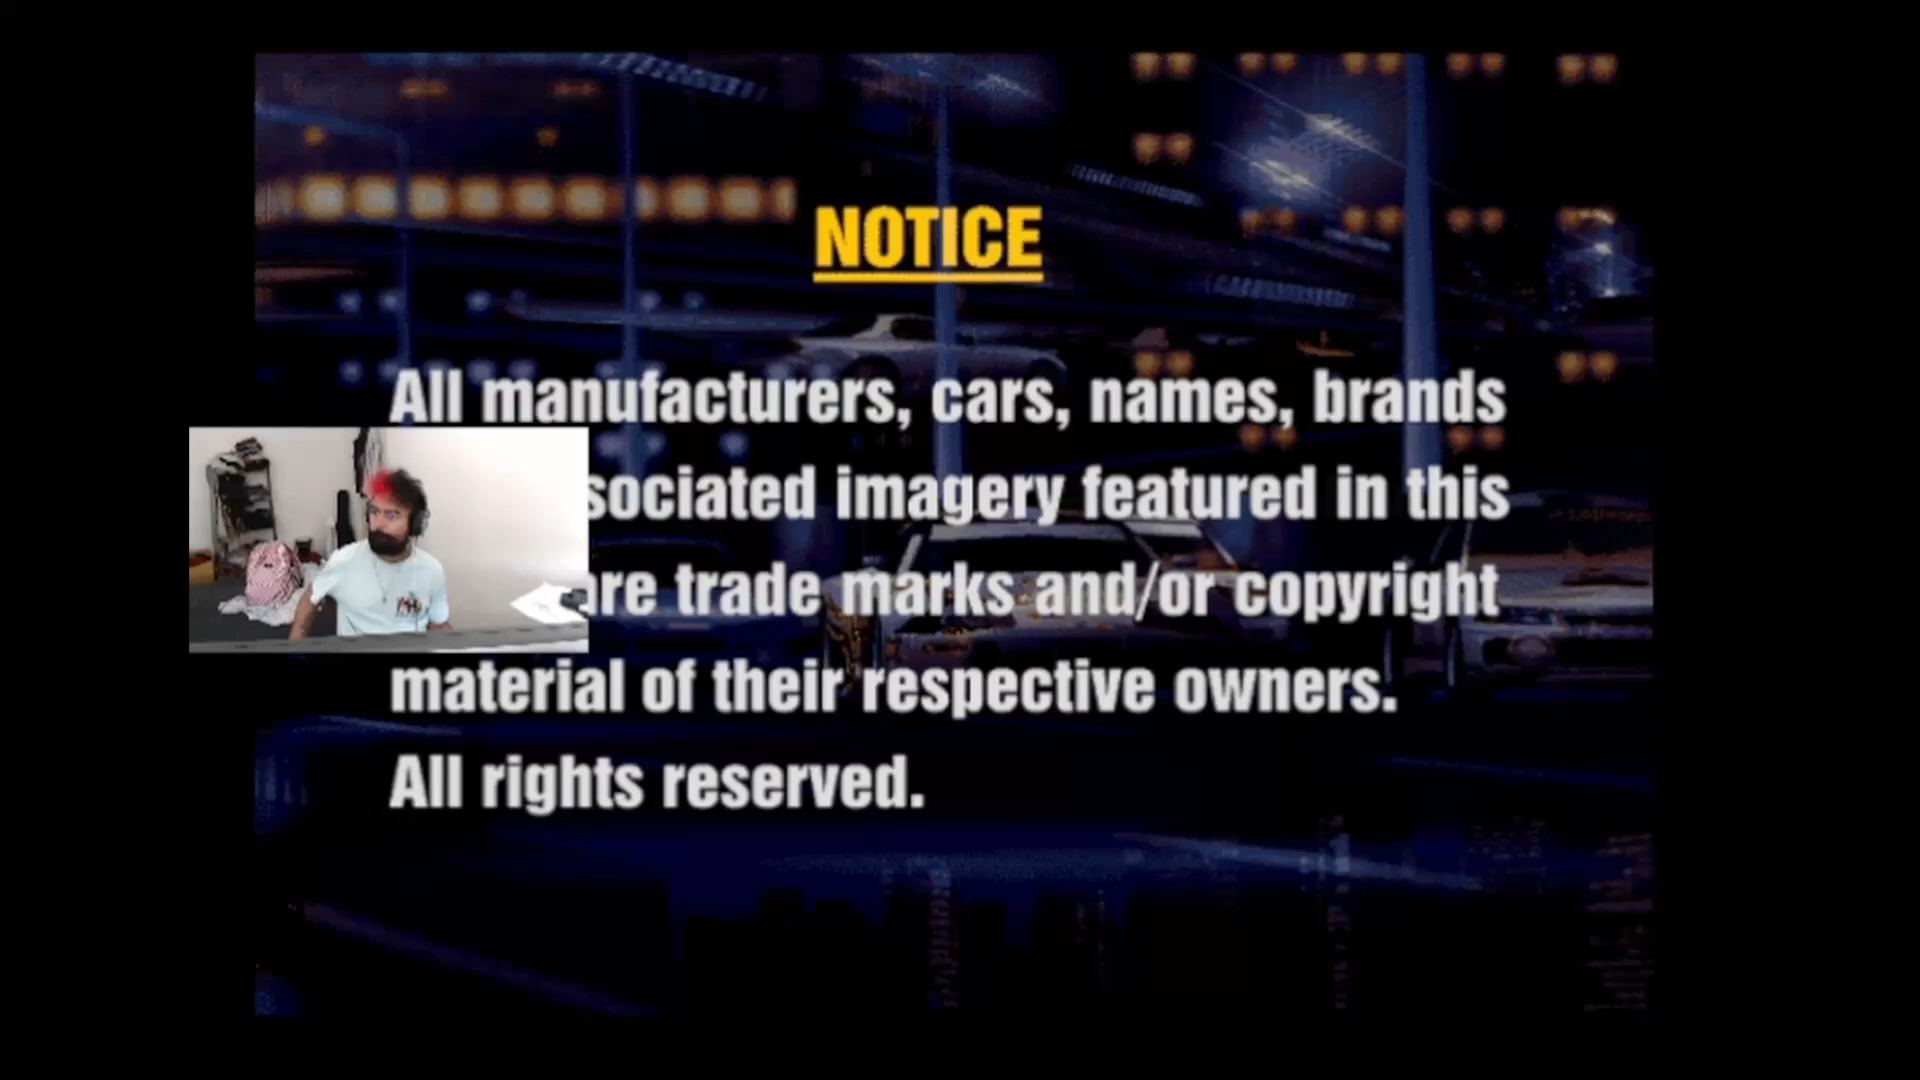 NOTICE
All manufacturers, cars, names, brands
sociated imagery featured in this
are trade marks and/or copyright
material of their respective owners.
All rights reserved.